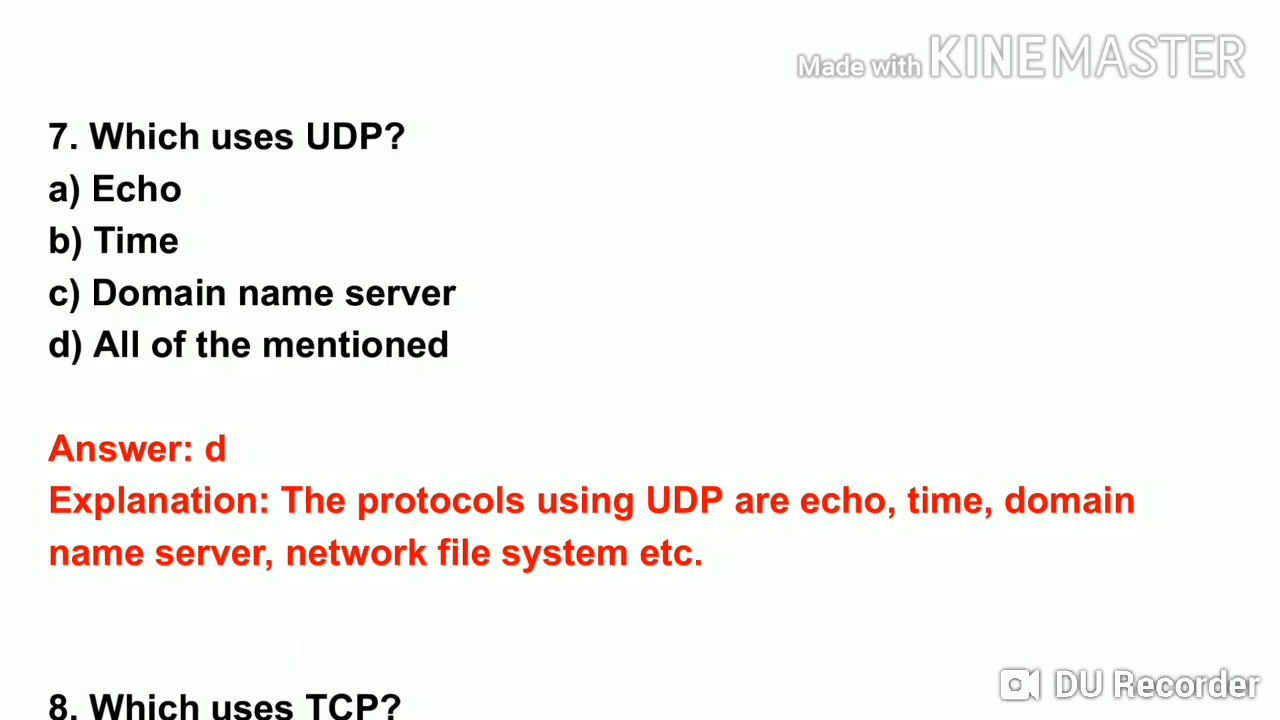 Made with KINEMASTER
7. Which uses UDP?
a) Echo
b) Time
c) Domain name server
d) All of the mentioned
Answer: d
Explanation: The protocols using UDP are echo, time, domain
name server, network file system etc.
8. Which uses TCP?
DU Recorder